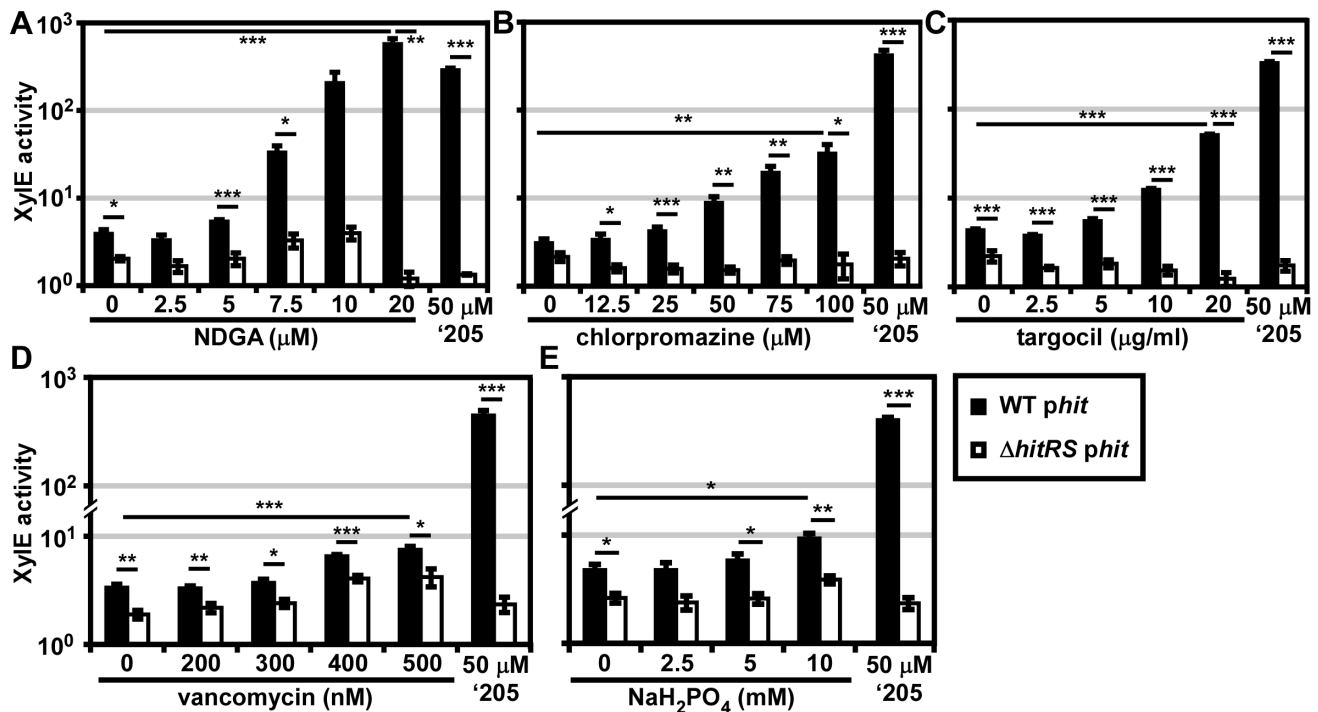 A
B
C
XylE activity
10³
10²
10¹
10⁰
* *** * *** ** ***
** * *** ** ** * ***
*** *** *** *** *** *** ***
0 2.5 5 7.5 10 20 50 μM
NDGA (μM) ‘205
0 12.5 25 50 75 100 50 μM
chlorpromazine (μM) ‘205
0 2.5 5 10 20 50 μM
targocil (μg/ml) ‘205
D
E
XylE activity
10³
10²
10¹
10⁰
*** ** ** * *** * ***
* * * ** ***
0 200 300 400 500 50 μM
vancomycin (nM) ‘205
0 2.5 5 10 50 μM
NaH₂PO₄ (mM) ‘205
WT phit
ΔhitRS phit